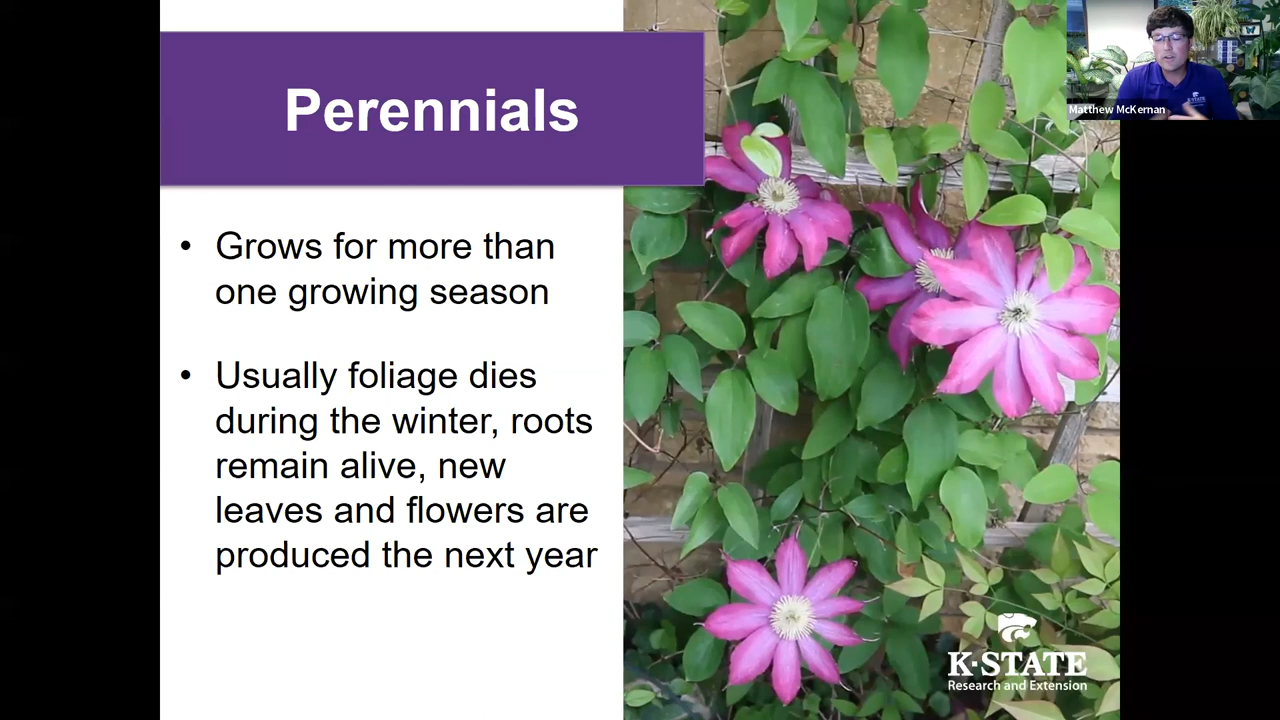 Perennials
• Grows for more than
one growing season
• Usually foliage dies
during the winter, roots
remain alive, new
leaves and flowers are
produced the next year
Matthew McKernan
K-STATE
Research and Extension